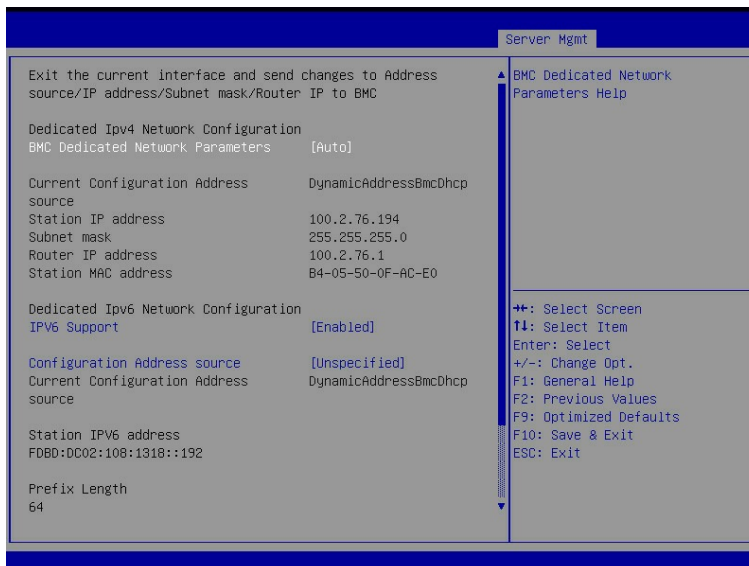 Server Mgmt
Exit the current interface and send changes to Address
source/IP address/Subnet mask/Router IP to BMC
Dedicated Ipv4 Network Configuration
BMC Dedicated Network Parameters [Auto]
Current Configuration Address DynamicAddressBmcDhcp
source
Station IP address 100.2.76.194
Subnet mask 255.255.255.0
Router IP address 100.2.76.1
Station MAC address B4-05-50-0F-AC-E0
Dedicated Ipv6 Network Configuration
IPV6 Support [Enabled]
Configuration Address source [Unspecified]
Current Configuration Address DynamicAddressBmcDhcp
source
Station IPV6 address
FDBD:DC02:108:1318::192
Prefix Length
64
BMC Dedicated Network
Parameters Help
→←: Select Screen
↑↓: Select Item
Enter: Select
+/-: Change Opt.
F1: General Help
F2: Previous Values
F9: Optimized Defaults
F10: Save & Exit
ESC: Exit